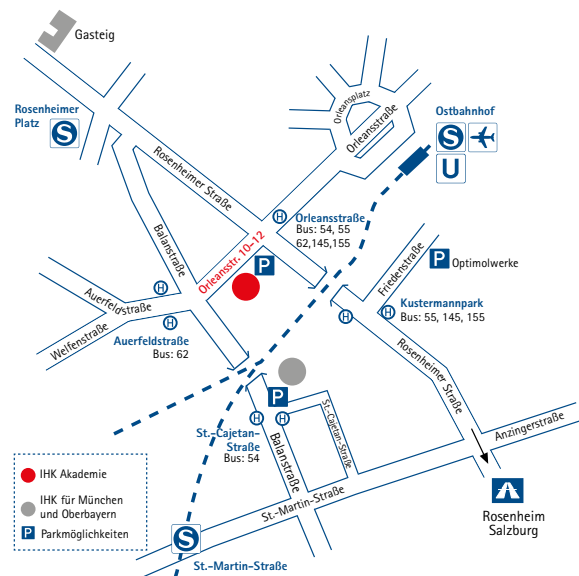 Gasteig
Rosenheimer
Platz
S
Rosenheimer Straße
Orleansplatz
Orleansstraße
Ostbahnhof
S
U
H
Orleansstraße
Bus: 54, 55
62,145,155
Orleansstr. 10-12
P
Balanstraße
H
Auerfeldstraße
Welfenstraße
H
Auerfeldstraße
Bus: 62
Friedenstraße
P
Optimolwerke
H
Kustermannpark
Bus: 55, 145, 155
H
Rosenheimer Straße
P
H
H
St.-Cajetan-
Straße
Bus: 54
Balanstraße
St.-Cajetan-Straße
Anzingerstraße
St.-Martin-Straße
Rosenheim
Salzburg
S
St.-Martin-Straße
IHK Akademie
IHK für München
und Oberbayern
P Parkmöglichkeiten